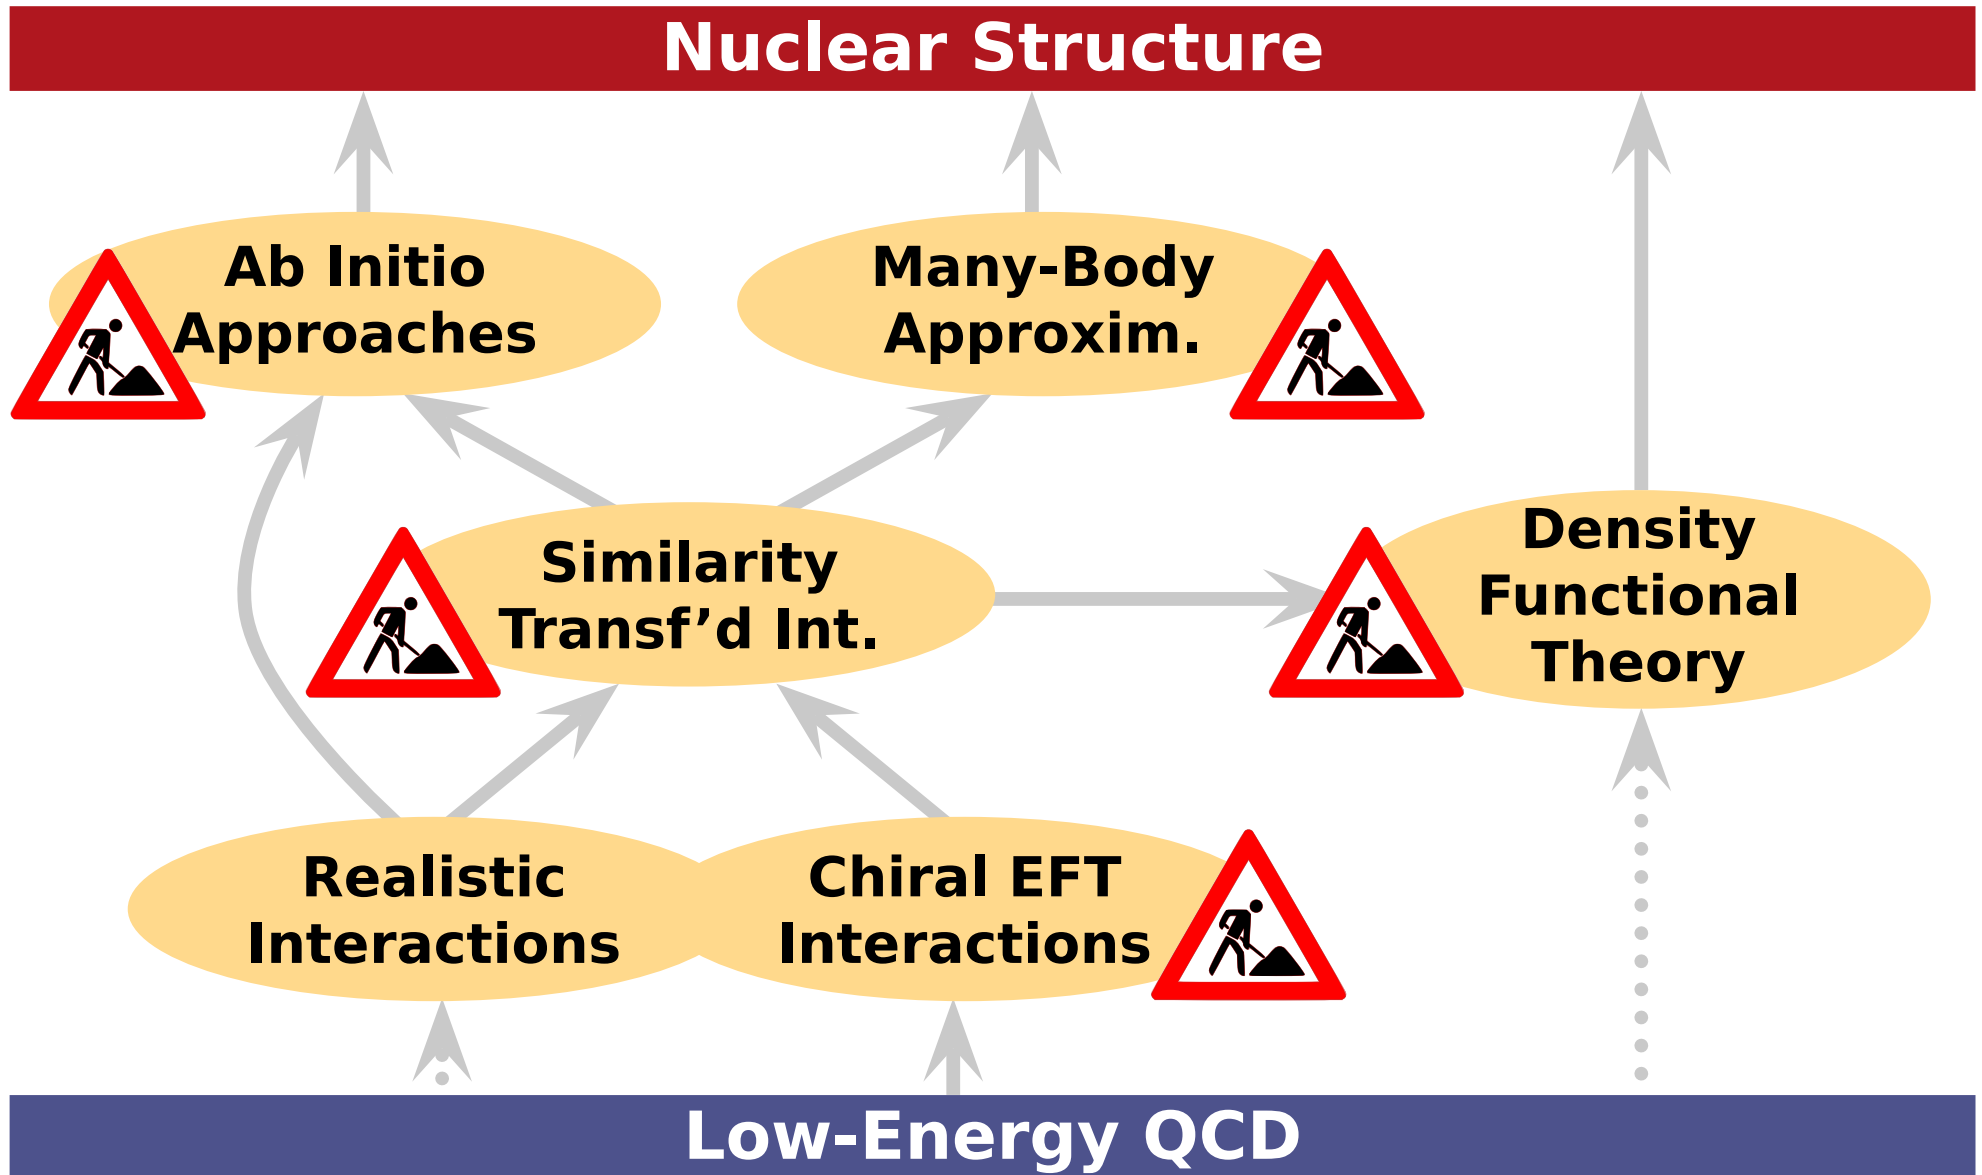 Nuclear Structure
Ab Initio
Approaches
Many-Body
Approxim.
Similarity
Transf’d Int.
Density
Functional
Theory
Realistic
Interactions
Chiral EFT
Interactions
Low-Energy QCD